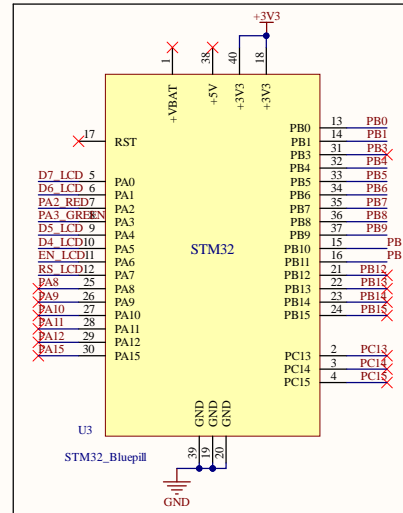 +3V3
1 38 40 18
+VBAT +5V +3V3 +3V3
17 RST
PB0 13 PB0
PB1 14 PB1
PB3 31 PB3
PB4 32 PB4
PB5 33 PB5
PB6 34 PB6
PB7 35 PB7
PB8 36 PB8
PB9 37 PB9
PB10 15 PB
PB11 16 PB
PB12 21 PB12
PB13 22 PB13
PB14 23 PB14
PB15 24 PB15
PC13 2 PC13
PC14 3 PC14
PC15 4 PC15
D7_LCD 5 PA0
D6_LCD 6 PA1
PA2_RED 7 PA2
PA3_GREEN 8 PA3
D5_LCD 9 PA4
D4_LCD 10 PA5
EN_LCD 11 PA6
RS_LCD 12 PA7
PA8 25 PA8
PA9 26 PA9
PA10 27 PA10
PA11 28 PA11
PA12 29 PA12
PA15 30 PA15
STM32
GND GND GND
39 19 20
U3
STM32_Bluepill
GND